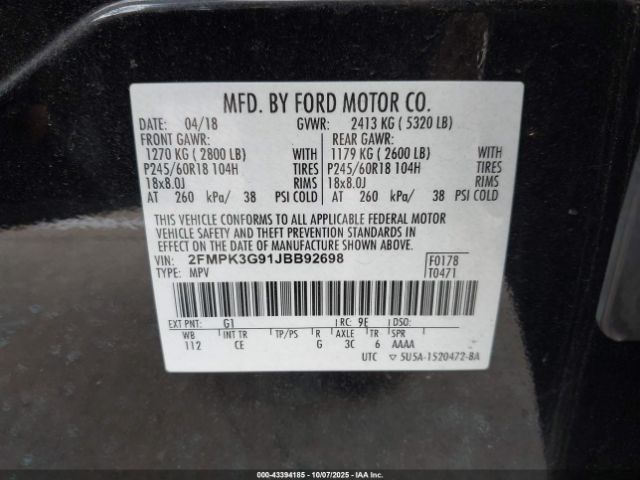 MFD. BY FORD MOTOR CO.
DATE: 04/18 GVWR: 2413 KG ( 5320 LB)
FRONT GAWR: REAR GAWR:
1270 KG ( 2800 LB) WITH 1179 KG ( 2600 LB) WITH
P245/60R18 104H TIRES P245/60R18 104H TIRES
18x8.0J RIMS 18x8.0J RIMS
AT 260 kPa/ 38 PSI COLD AT 260 kPa/ 38 PSI COLD
THIS VEHICLE CONFORMS TO ALL APPLICABLE FEDERAL MOTOR
VEHICLE SAFETY AND THEFT PREVENTION STANDARDS IN
EFFECT ON THE DATE OF MANUFACTURE SHOWN ABOVE.
VIN: 2FMPK3G91JBB92698 F0178
TYPE: MPV T0471
EXT PNT: G1 RC: 9E DSO:
WB INT TR TP/PS R AXLE TR SPR
112 CE G 3C 6 AAAA
UTC ▽ 5U5A-1520472-BA
000-43394185 10/07/2025 IAA, Inc.